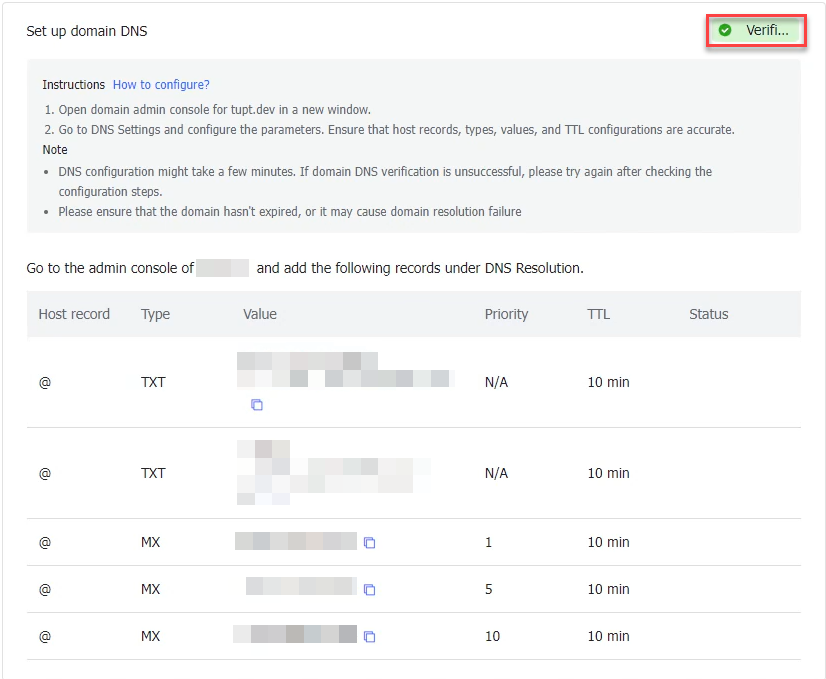 Set up domain DNS
Verifi...
Instructions How to configure?
1. Open domain admin console for tupt.dev in a new window.
2. Go to DNS Settings and configure the parameters. Ensure that host records, types, values, and TTL configurations are accurate.
Note
• DNS configuration might take a few minutes. If domain DNS verification is unsuccessful, please try again after checking the
configuration steps.
• Please ensure that the domain hasn't expired, or it may cause domain resolution failure
Go to the admin console of and add the following records under DNS Resolution.
Host record Type Value Priority TTL Status
@ TXT N/A 10 min
@ TXT N/A 10 min
@ MX 1 10 min
@ MX 5 10 min
@ MX 10 10 min